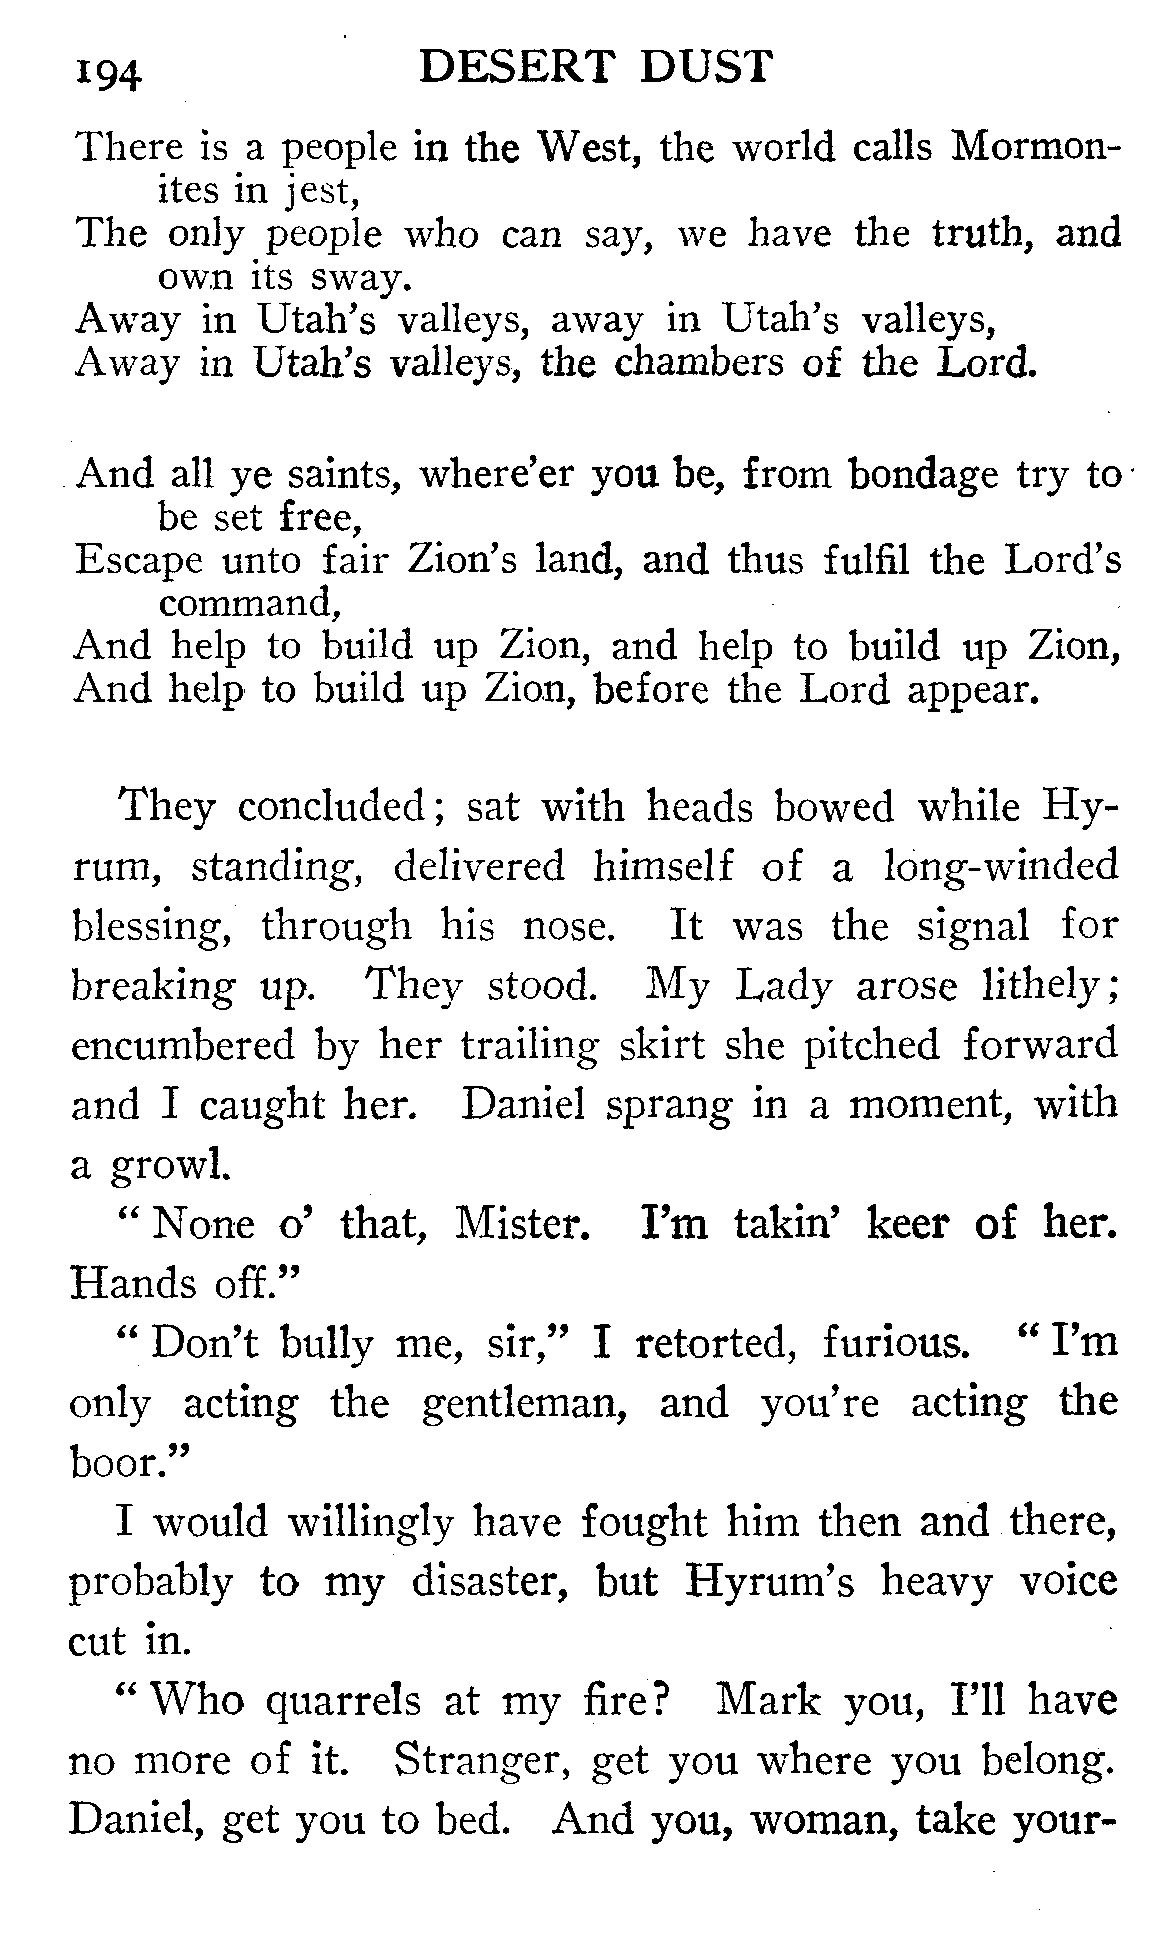 194 DESERT DUST
There is a people in the West, the world calls Mormon-
ites in jest,
The only people who can say, we have the truth, and
own its sway.
Away in Utah's valleys, away in Utah's valleys,
Away in Utah's valleys, the chambers of the Lord.
And all ye saints, where'er you be, from bondage try to
be set free,
Escape unto fair Zion's land, and thus fulfil the Lord's
command,
And help to build up Zion, and help to build up Zion,
And help to build up Zion, before the Lord appear.
They concluded; sat with heads bowed while Hy-
rum, standing, delivered himself of a long-winded
blessing, through his nose. It was the signal for
breaking up. They stood. My Lady arose lithely;
encumbered by her trailing skirt she pitched forward
and I caught her. Daniel sprang in a moment, with
a growl.
"None o' that, Mister. I'm takin' keer of her.
Hands off."
"Don't bully me, sir," I retorted, furious. "I'm
only acting the gentleman, and you're acting the
boor."
I would willingly have fought him then and there,
probably to my disaster, but Hyrum's heavy voice
cut in.
"Who quarrels at my fire? Mark you, I'll have
no more of it. Stranger, get you where you belong.
Daniel, get you to bed. And you, woman, take your-